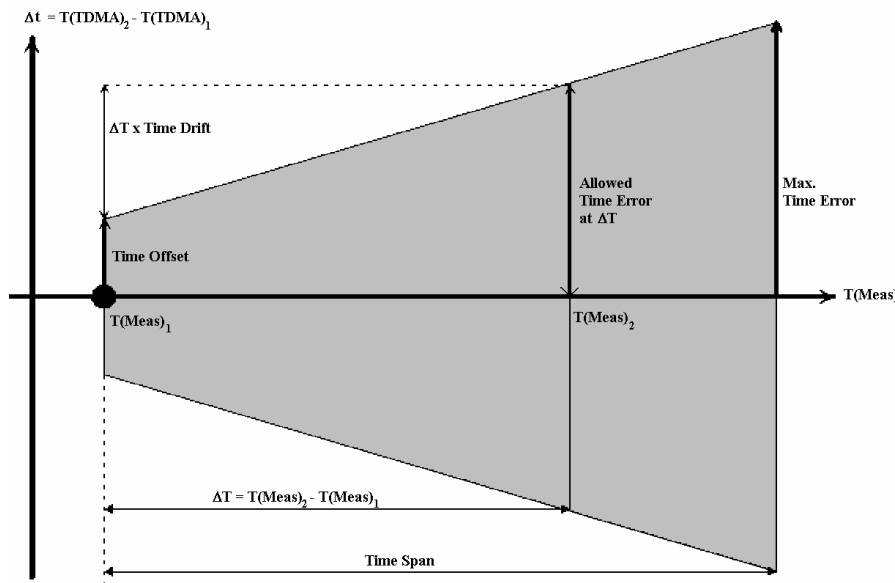 Δt = T(TDMA)₂ - T(TDMA)₁
ΔT x Time Drift
Allowed
Time Error
at ΔT
Max.
Time Error
Time Offset
T(Meas)
T(Meas)₁
T(Meas)₂
ΔT = T(Meas)₂ - T(Meas)₁
Time Span